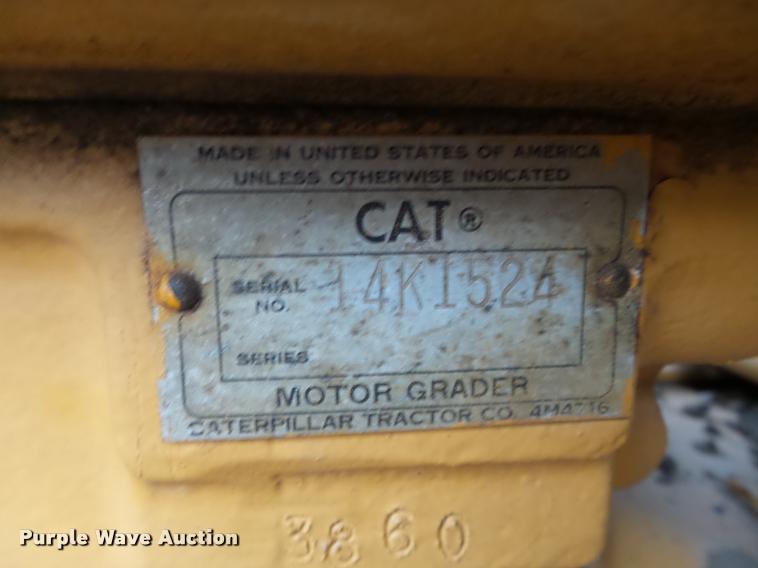 MADE IN UNITED STATES OF AMERICA
UNLESS OTHERWISE INDICATED
CAT®
SERIAL NO. 14K1524
SERIES
MOTOR GRADER
CATERPILLAR TRACTOR CO. 4M4716
3860
Purple Wave Auction